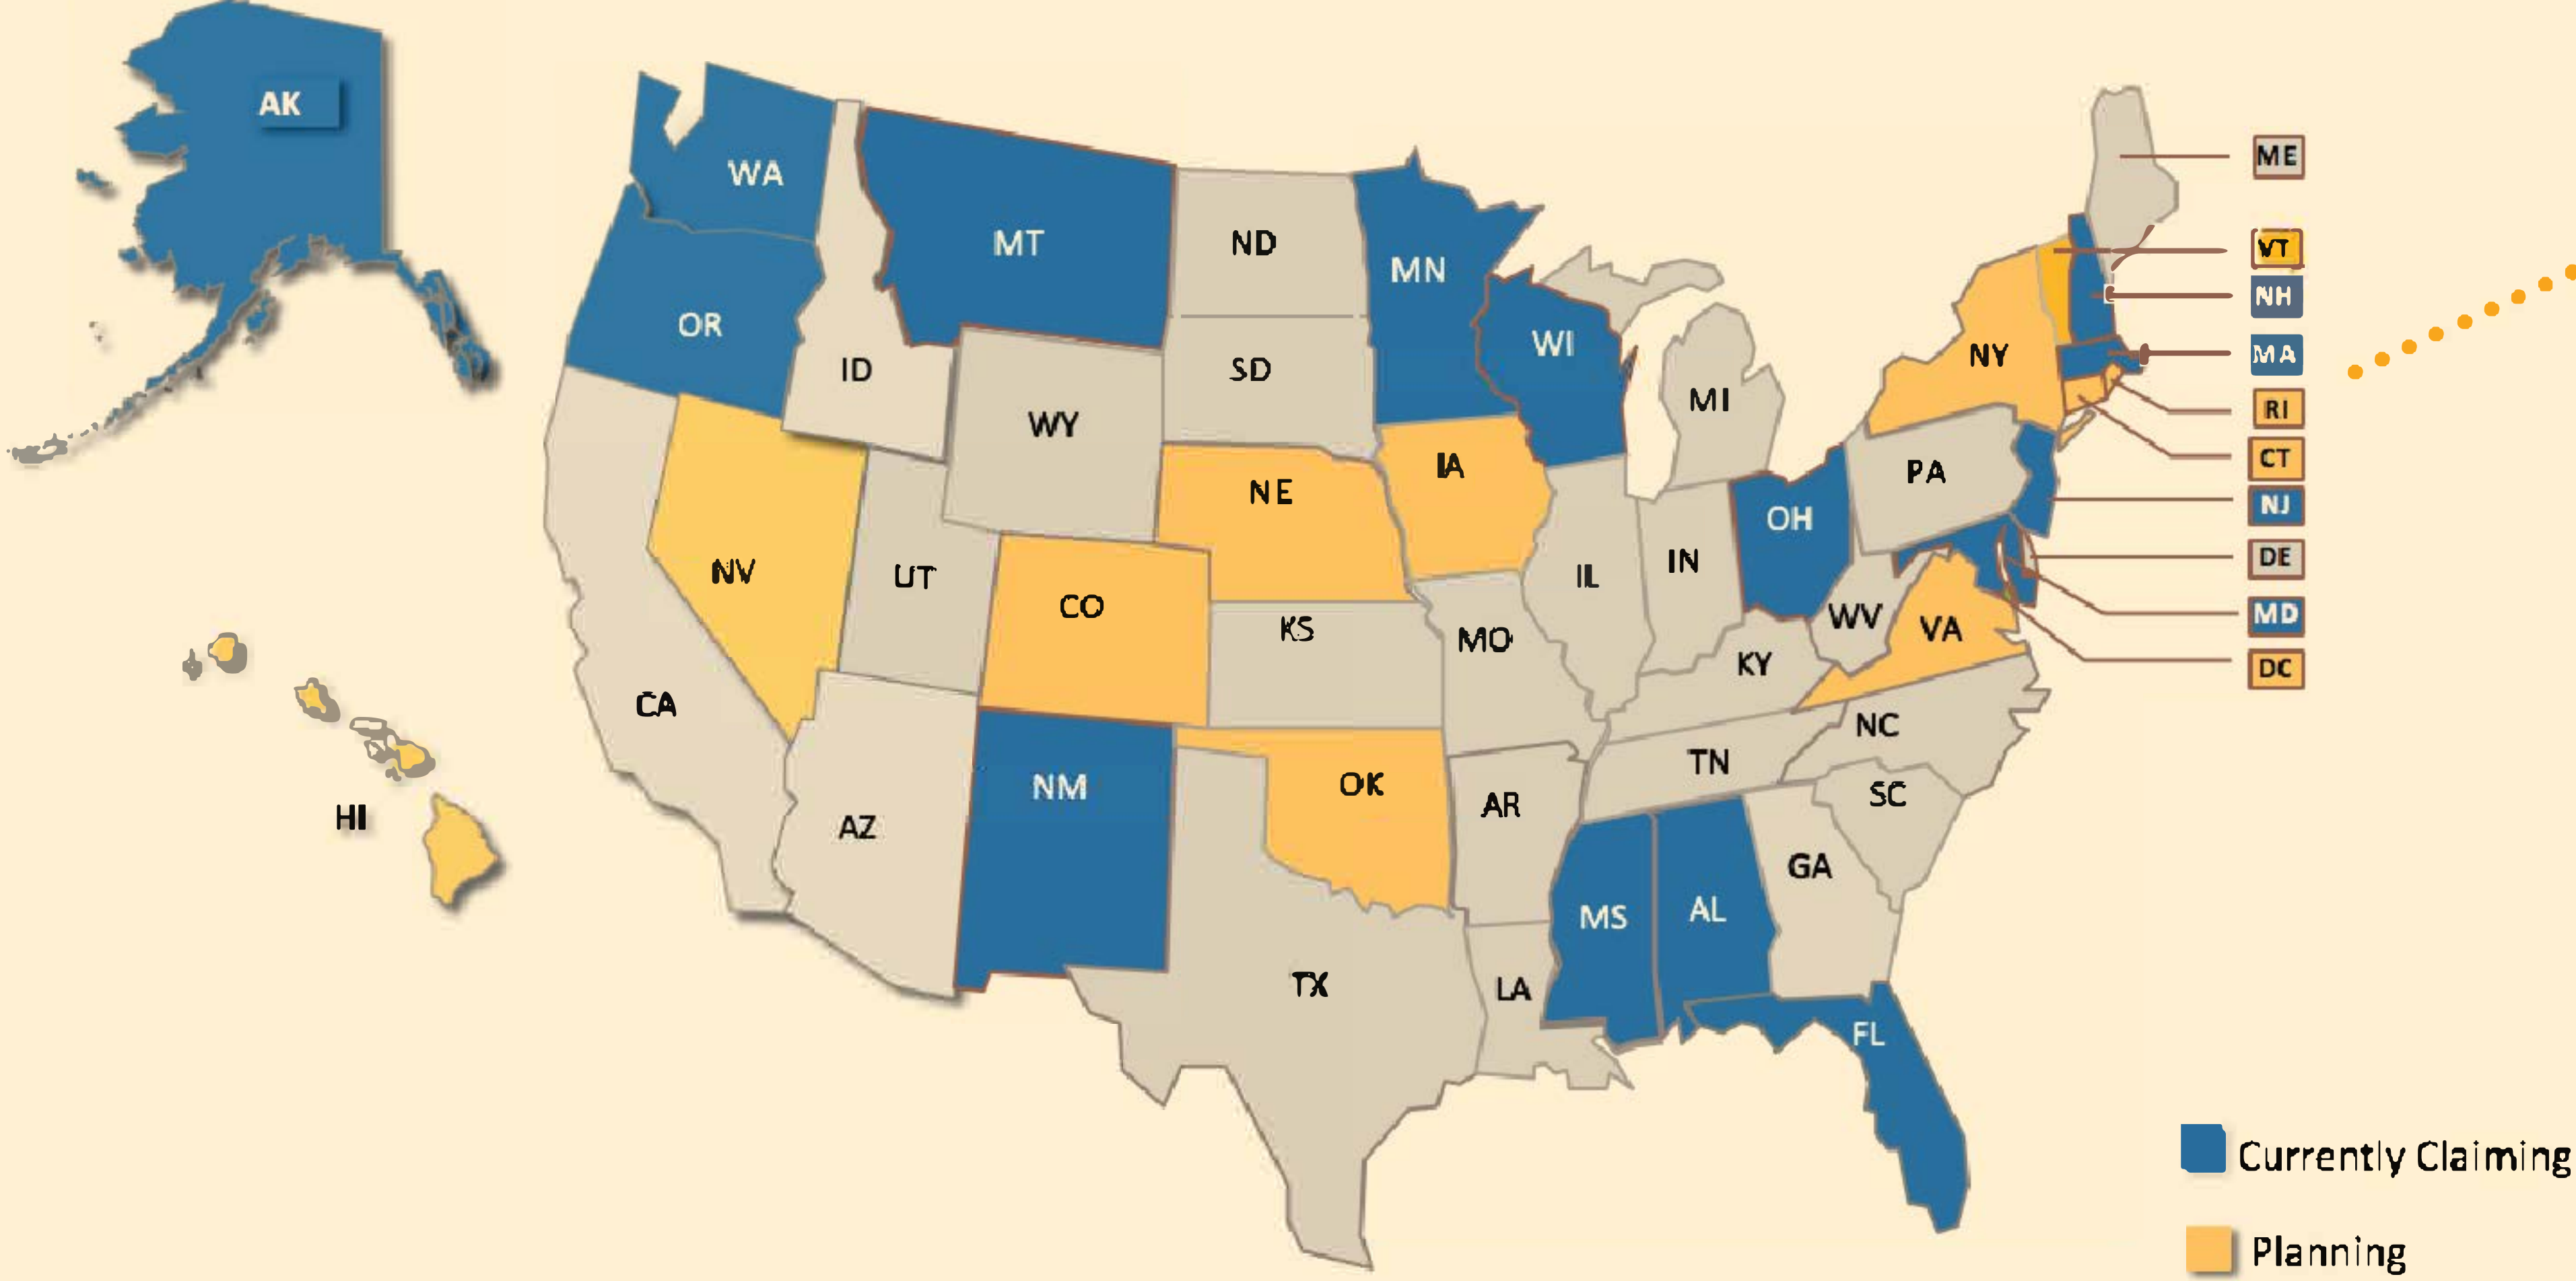 AK
WA
MT
ND
MN
OR
ID
SD
WI
WY
MI
NY
ME
VT
NH
MA
RI
CT
NJ
DE
MD
DC
NV
UT
CO
NE
IA
IL
IN
OH
PA
WV
VA
KS
MO
KY
CA
NC
TN
SC
HI
AZ
NM
OK
AR
MS
AL
GA
TX
LA
FL
Currently Claiming
Planning